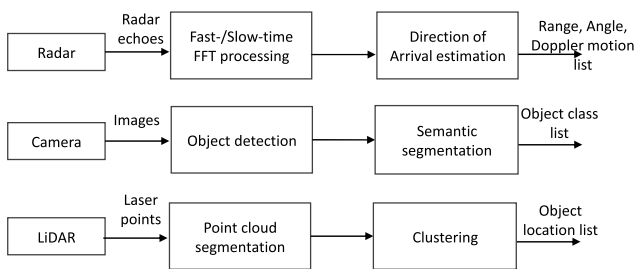 Radar
Radar
echoes
Fast-/Slow-time
FFT processing
Direction of
Arrival estimation
Range, Angle,
Doppler motion
list
Camera
Images
Object detection
Semantic
segmentation
Object class
list
LiDAR
Laser
points
Point cloud
segmentation
Clustering
Object
location list